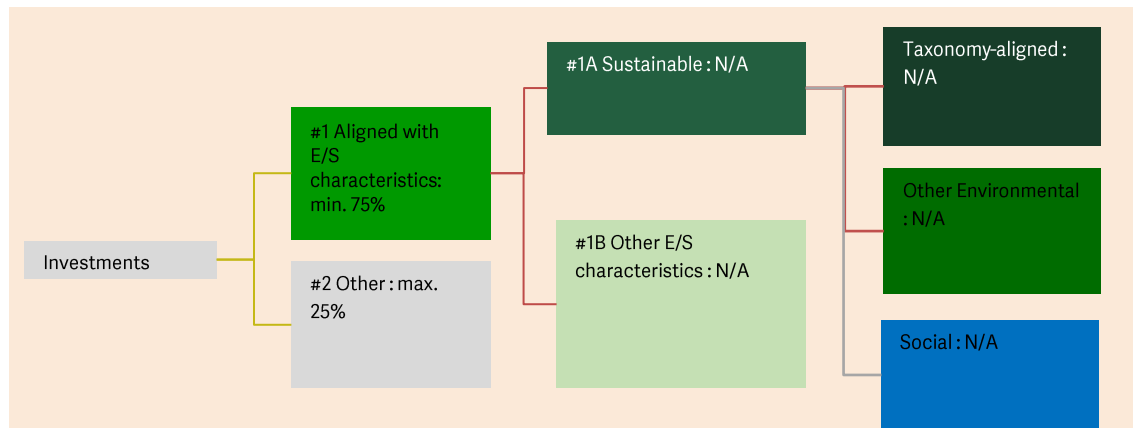 Investments
#1 Aligned with
E/S
characteristics:
min. 75%
#2 Other : max.
25%
#1A Sustainable : N/A
#1B Other E/S
characteristics : N/A
Taxonomy-aligned :
N/A
Other Environmental
: N/A
Social : N/A